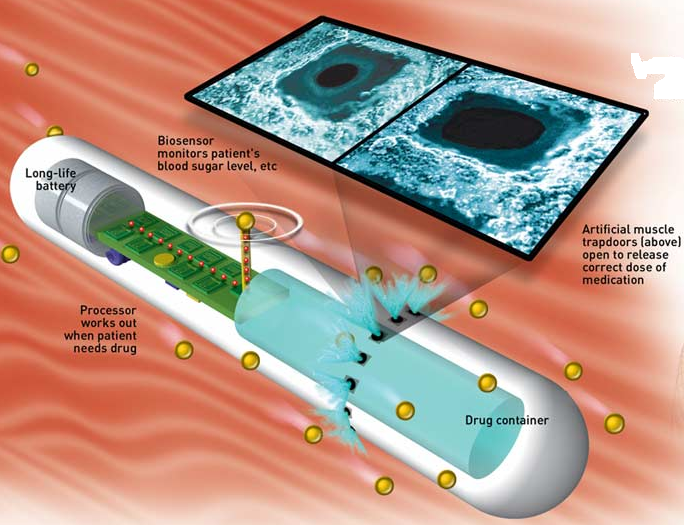 Biosensor
monitors patient's
blood sugar level, etc
Long-life
battery
Artificial muscle
trapdoors (above)
open to release
correct dose of
medication
Processor
works out
when patient
needs drug
Drug container